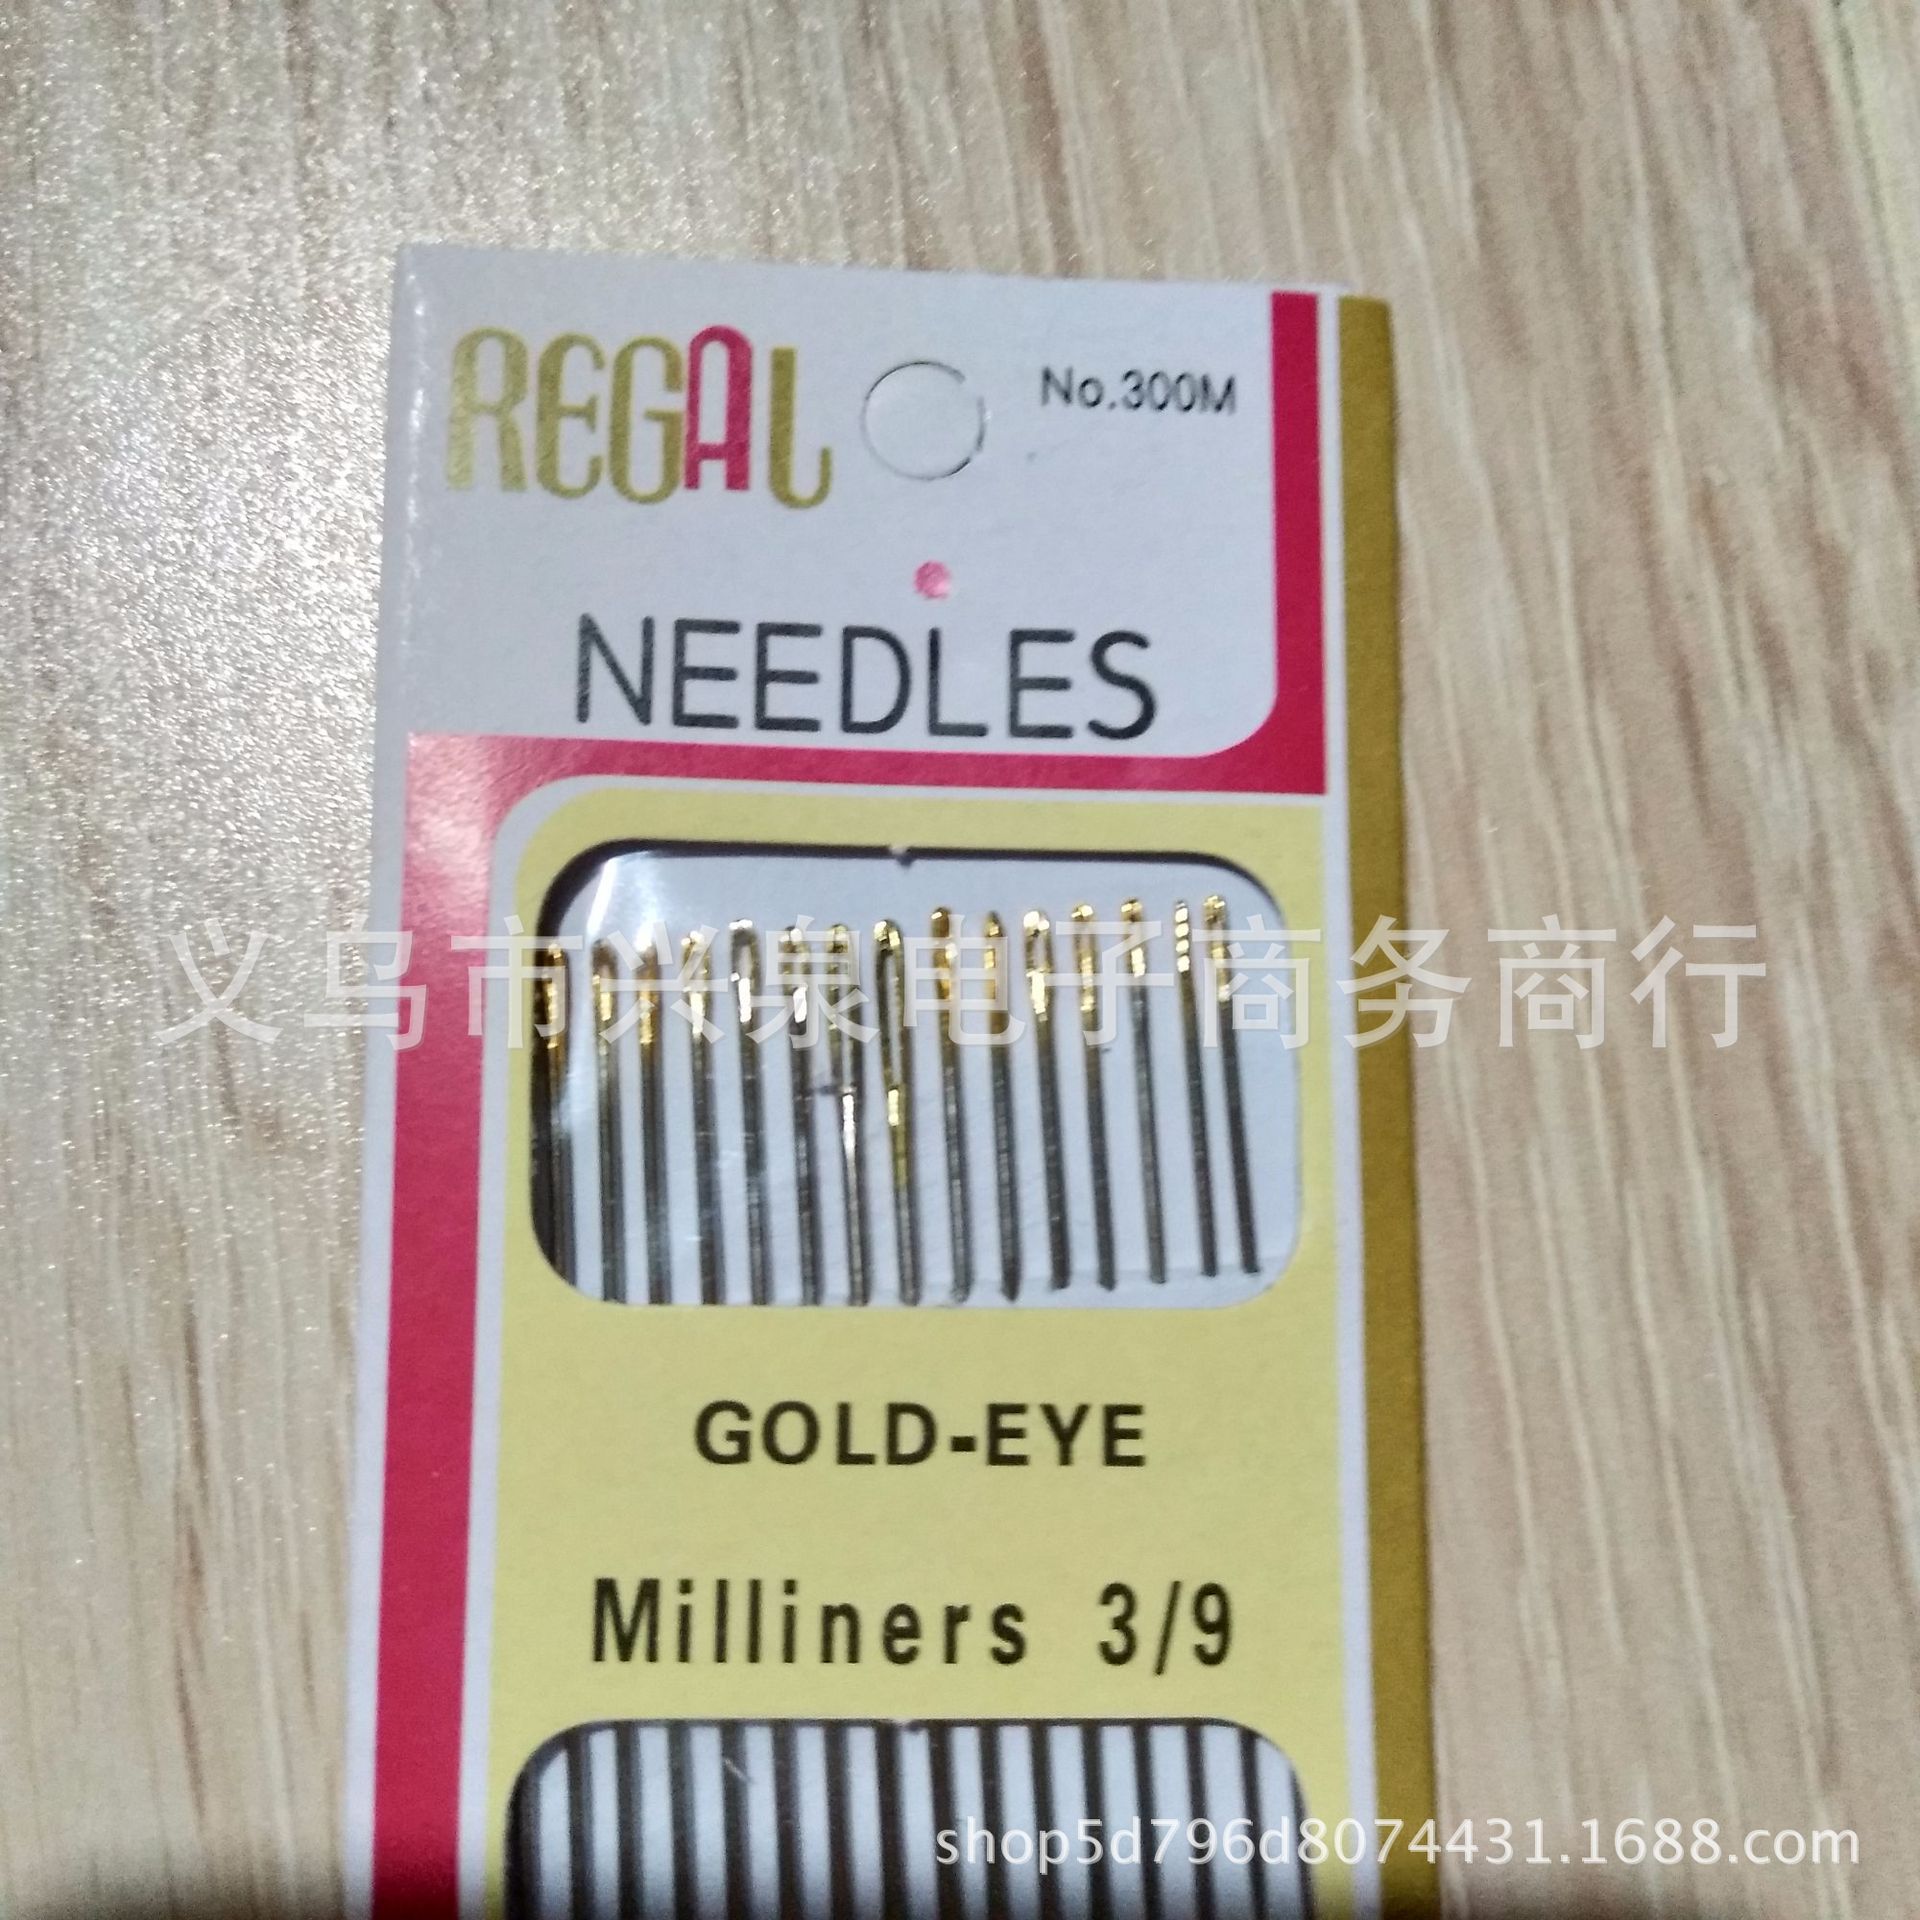 REGAL
No.300M
NEEDLES
义乌市兴泉电子商务商行
GOLD-EYE
Milliners 3/9
shop5d796d8074431.1688.com